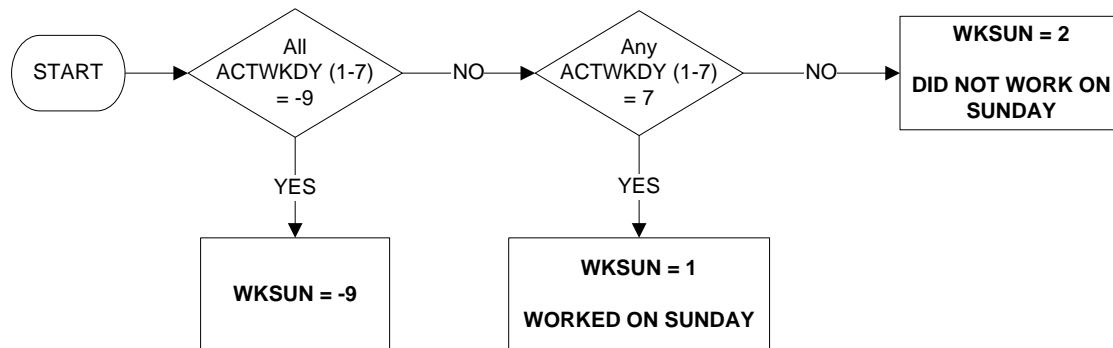 START
All
ACTWKDY (1-7)
= -9
NO
Any
ACTWKDY (1-7)
= 7
NO
WKSUN = 2
DID NOT WORK ON
SUNDAY
YES
YES
WKSUN = -9
WKSUN = 1
WORKED ON SUNDAY